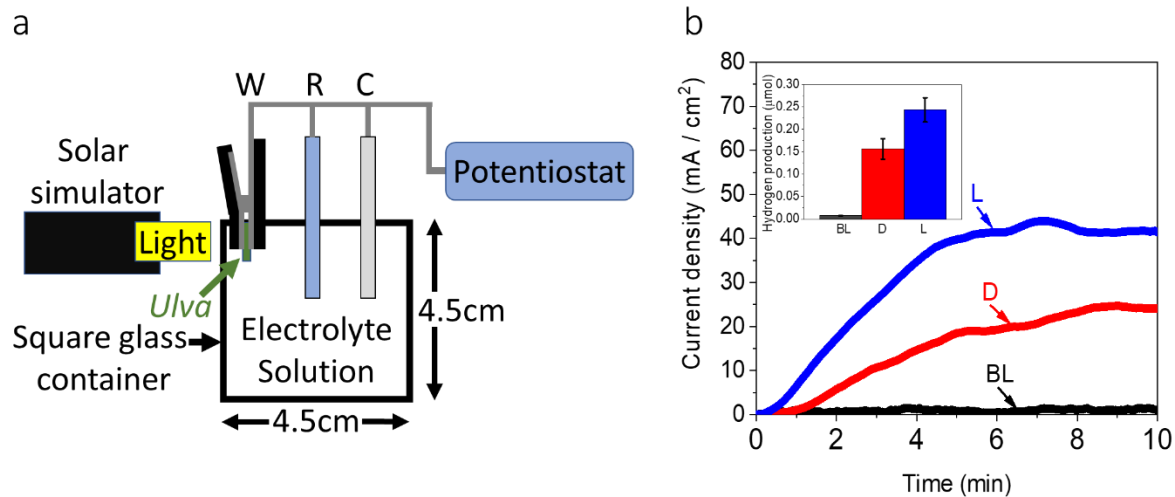 a
W R C
Solar
simulator
Potentiostat
Light
Ulva
Square glass
container
Electrolyte
Solution
4.5cm
4.5cm
b
Current density (mA / cm²)
80
70
60
50
40
30
20
10
0
0 2 4 6 8 10
Time (min)
L
D
BL
Hydrogen production (μmol)
0.30
0.25
0.20
0.15
0.10
0.05
0.00
BL D L